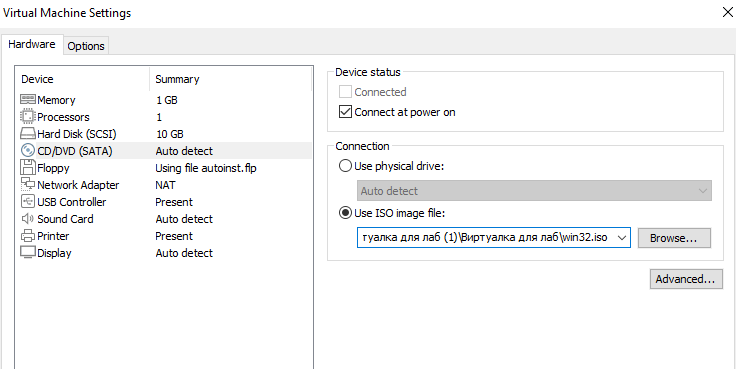 Virtual Machine Settings
Hardware Options
Device Summary
Memory 1 GB
Processors 1
Hard Disk (SCSI) 10 GB
CD/DVD (SATA) Auto detect
Floppy Using file autoinst.flp
Network Adapter NAT
USB Controller Present
Sound Card Auto detect
Printer Present
Display Auto detect
Device status
Connected
Connect at power on
Connection
Use physical drive:
Auto detect
Use ISO image file:
туалка для лаб (1)\Виртуалка для лаб\win32.iso Browse...
Advanced...